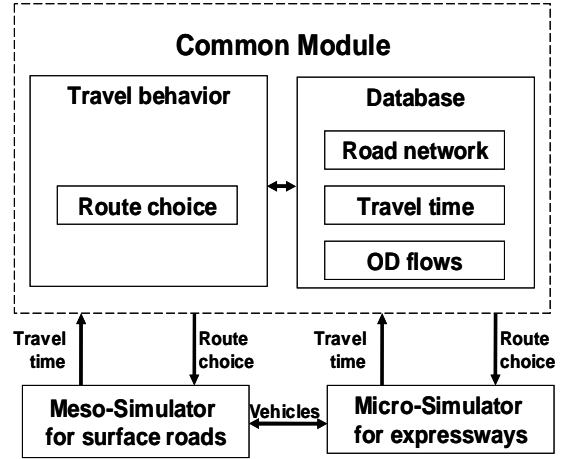 Common Module
Travel behavior
Route choice
Database
Road network
Travel time
OD flows
Travel
time
Route
choice
Travel
time
Route
choice
Meso-Simulator
for surface roads
Vehicles
Micro-Simulator
for expressways